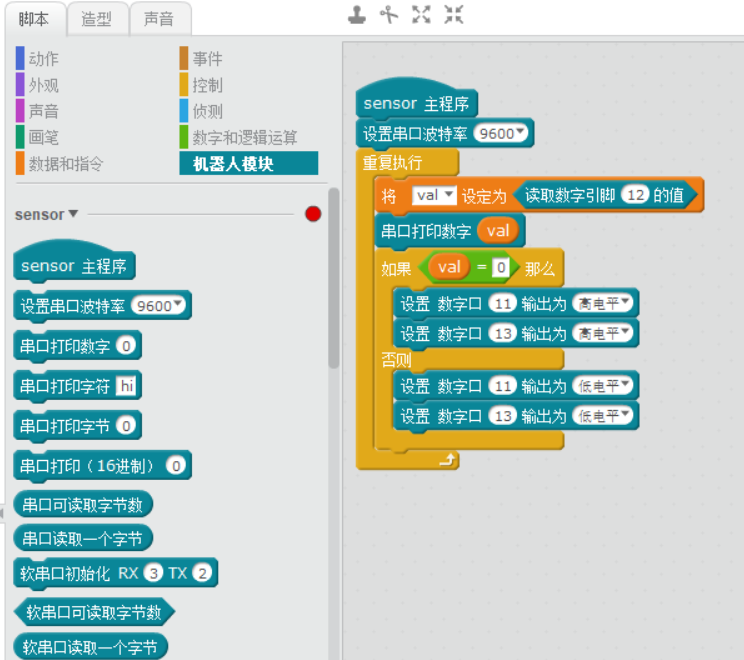 脚本 造型 声音
动作 事件
外观 控制
声音 侦测
画笔 数字和逻辑运算
数据和指令 机器人模块
sensor
sensor 主程序
设置串口波特率 9600
串口打印数字 0
串口打印字符 hi
串口打印字节 0
串口打印（16进制） 0
串口可读取字节数
串口读取一个字节
软串口初始化 RX 3 TX 2
软串口可读取字节数
软串口读取一个字节
sensor 主程序
设置串口波特率 9600
重复执行
将 val 设定为 读取数字引脚 12 的值
串口打印数字 val
如果 val = 0 那么
设置 数字口 11 输出为 高电平
设置 数字口 13 输出为 高电平
否则
设置 数字口 11 输出为 低电平
设置 数字口 13 输出为 低电平